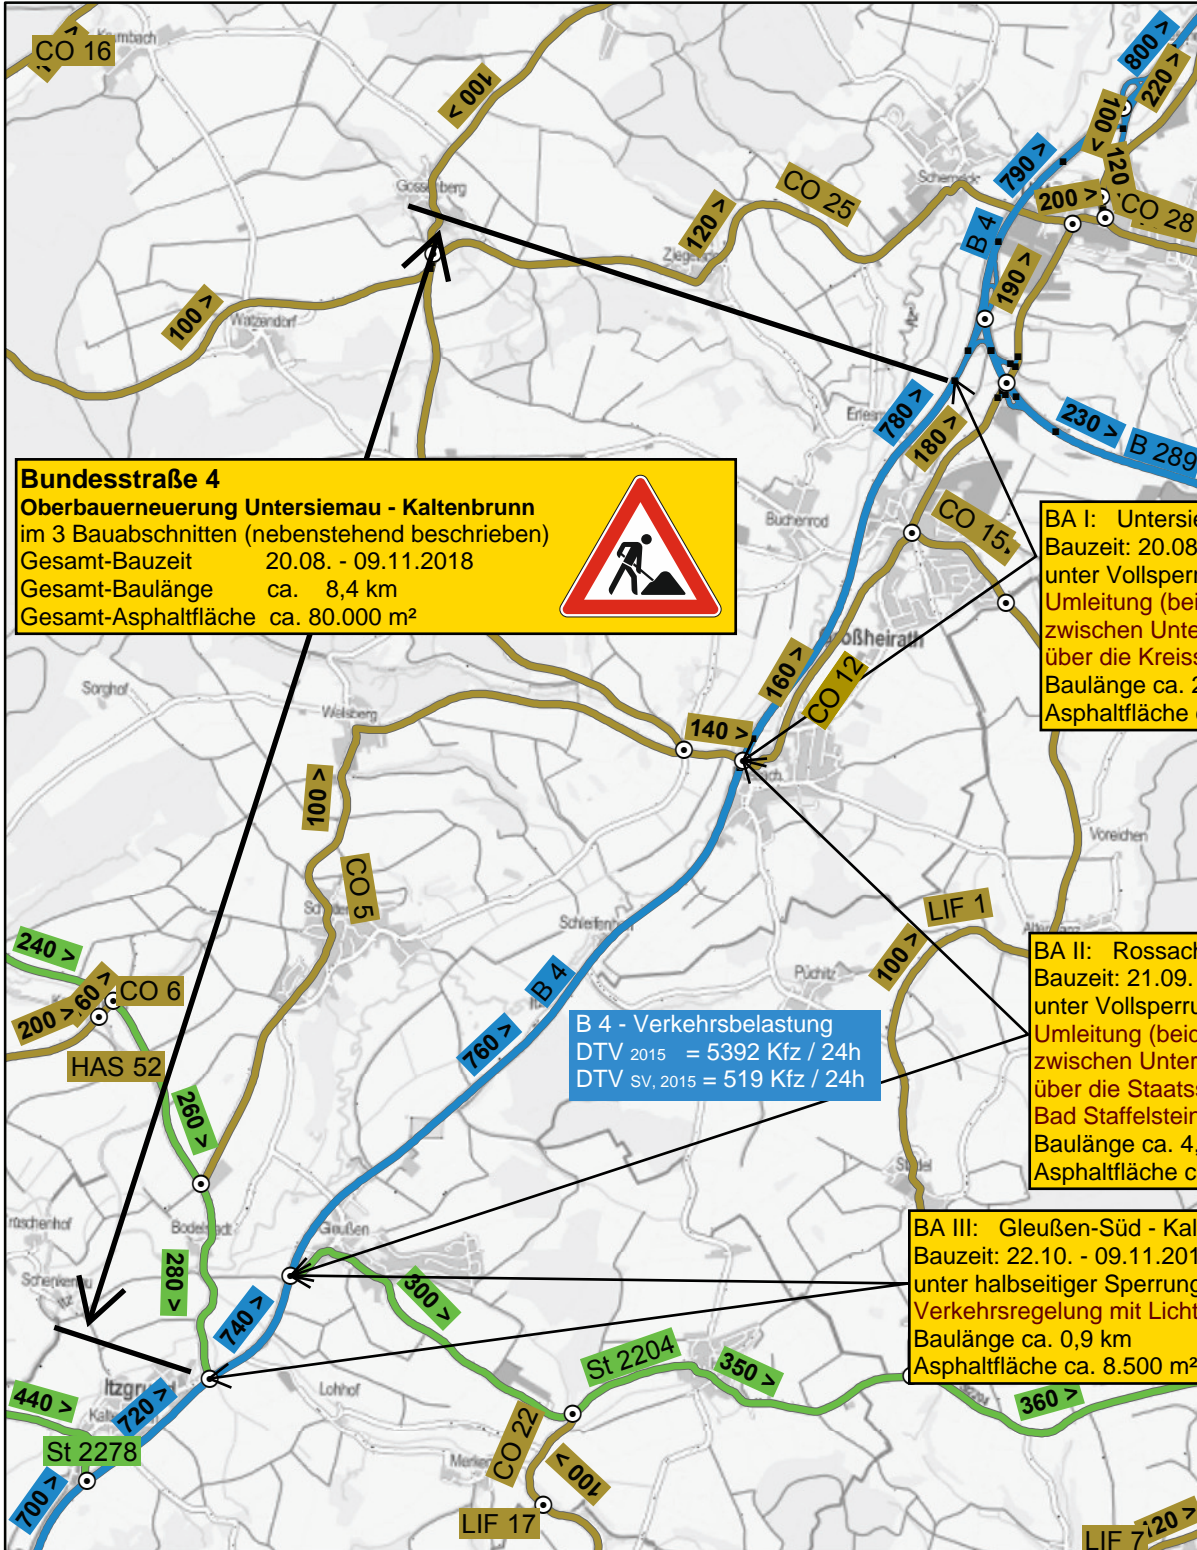 CO 16
100 >
800 >
220 >
100 >
120
790 >
CO 25
120 >
200 >
CO 28
B 4
190 >
Watzendorf
100 >
780 >
180 >
230 >
B 289
Bundesstraße 4
Oberbauerneuerung Untersiemau - Kaltenbrunn
im 3 Bauabschnitten (nebenstehend beschrieben)
Gesamt-Bauzeit 20.08. - 09.11.2018
Gesamt-Baulänge ca. 8,4 km
Gesamt-Asphaltfläche ca. 80.000 m²
Buchenrod
CO 15
BA I: Untersie
Bauzeit: 20.08
unter Vollsperr
Umleitung (bei
zwischen Unte
über die Kreiss
Baulänge ca. 2
Asphaltfläche
Großheirath
160 >
CO 12
Sorghof
Welsberg
140 >
100 >
Voreichen
CO 5
LIF 1
240 >
100 >
B 4
Püchitz
CO 6
60 >
200 >
HAS 52
760 >
B 4 - Verkehrsbelastung
DTV 2015 = 5392 Kfz / 24h
DTV SV, 2015 = 519 Kfz / 24h
BA II: Rossach
Bauzeit: 21.09.
unter Vollsperru
Umleitung (beid
zwischen Unter
über die Staats
Bad Staffelstein
Baulänge ca. 4,
Asphaltfläche c
260 >
Gleußen
280 >
300 >
740 >
BA III: Gleußen-Süd - Kal
Bauzeit: 22.10. - 09.11.201
unter halbseitiger Sperrung
Verkehrsregelung mit Licht
Baulänge ca. 0,9 km
Asphaltfläche ca. 8.500 m²
St 2204
350 >
360 >
Lohhof
440 >
720 >
St 2278
700 >
CO 22
100 >
LIF 17
LIF 7
120 >